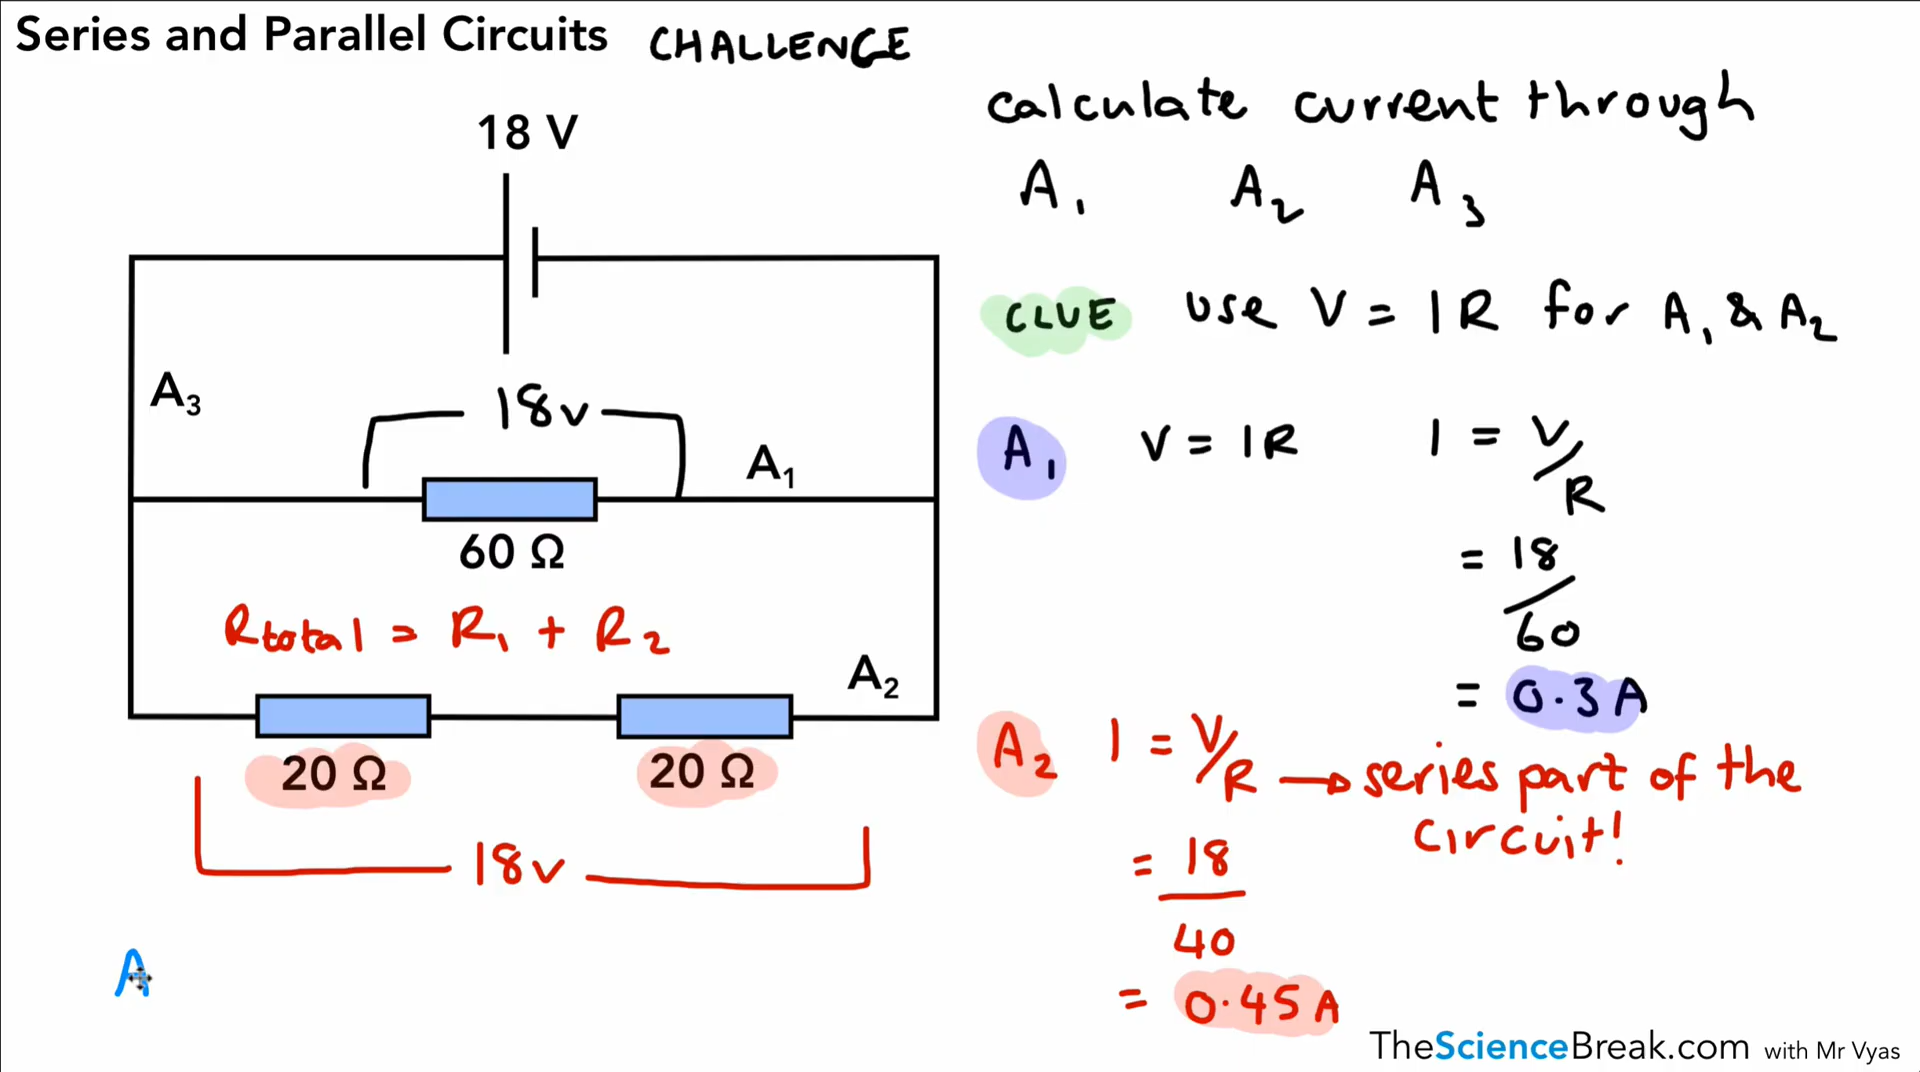 Series and Parallel Circuits CHALLENGE
18 V
calculate current through
A1 A2 A3
CLUE use V = IR for A1 & A2
A3
18v
A1
60 Ω
A1 V = IR I = V/R
= 18/60
= 0.3 A
Rtotal = R1 + R2
A2
20 Ω 20 Ω
18v
A2 I = V/R → series part of the
circuit!
= 18/40
= 0.45 A
A
TheScienceBreak.com with Mr Vyas